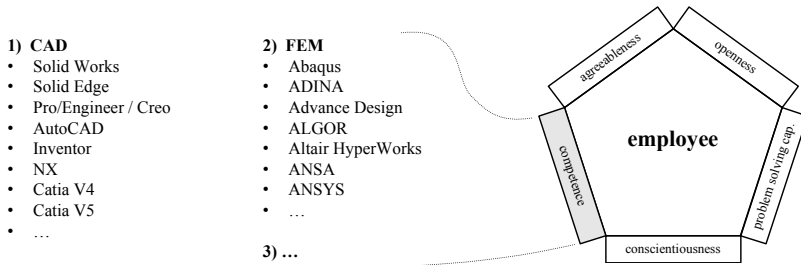 1) CAD
• Solid Works
• Solid Edge
• Pro/Engineer / Creo
• AutoCAD
• Inventor
• NX
• Catia V4
• Catia V5
• …
2) FEM
• Abaqus
• ADINA
• Advance Design
• ALGOR
• Altair HyperWorks
• ANSA
• ANSYS
• …
3) …
agreeableness
openness
competence
employee
problem solving cap.
conscientiousness